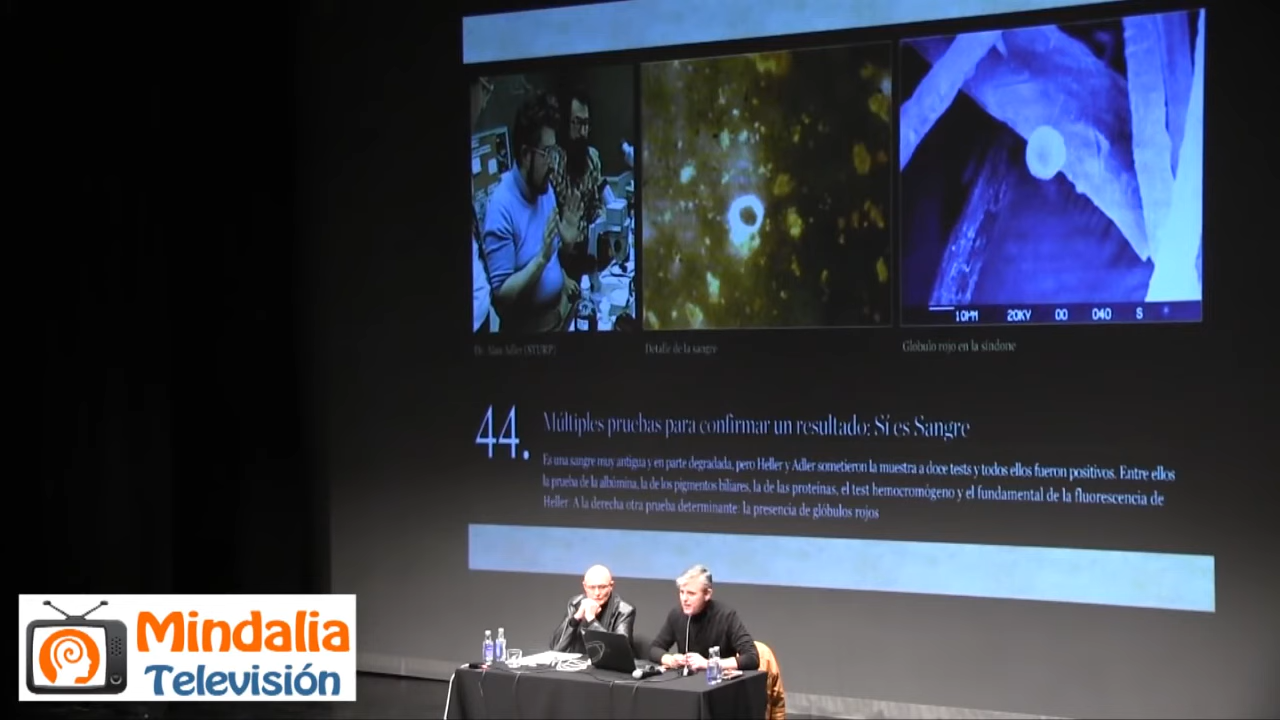 10MM 20KV 00 040 S
Dr. Alan Adler (STURP)
Detalle de la sangre
Glóbulo rojo en la síndone
44.
Múltiples pruebas para confirmar un resultado: Sí es Sangre
Es una sangre muy antigua y en parte degradada, pero Heller y Adler sometieron la muestra a doce tests y todos ellos fueron positivos. Entre ellos
la prueba de la albúmina, la de los pigmentos biliares, la de las proteínas, el test hemocromógeno y el fundamental de la fluorescencia de
Heller. A la derecha otra prueba determinante: la presencia de glóbulos rojos
Mindalia
Televisión